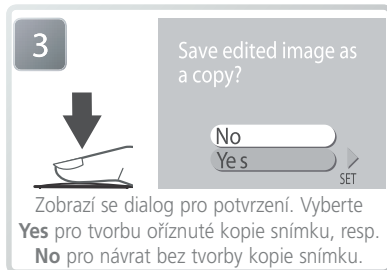 3
Save edited image as
a copy?
No
Yes
SET
Zobrazí se dialog pro potvrzení. Vyberte
Yes pro tvorbu oříznuté kopie snímku, resp.
No pro návrat bez tvorby kopie snímku.